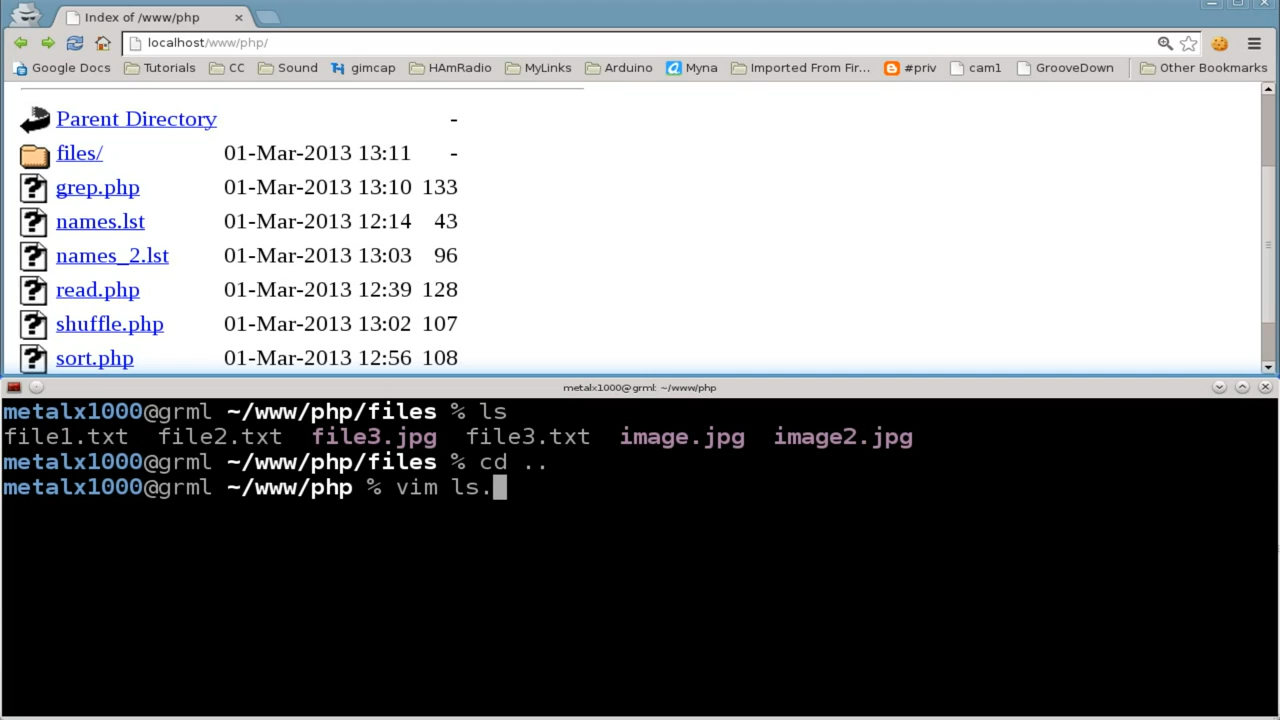 Index of /www/php
localhost/www/php/
Google Docs Tutorials CC Sound gimcap HAmRadio MyLinks Arduino Myna Imported From Fir... #priv cam1 GrooveDown Other Bookmarks
Parent Directory -
files/ 01-Mar-2013 13:11 -
grep.php 01-Mar-2013 13:10 133
names.lst 01-Mar-2013 12:14 43
names_2.lst 01-Mar-2013 13:03 96
read.php 01-Mar-2013 12:39 128
shuffle.php 01-Mar-2013 13:02 107
sort.php 01-Mar-2013 12:56 108
metalx1000@grml: ~/www/php
metalx1000@grml ~/www/php/files % ls
file1.txt file2.txt file3.jpg file3.txt image.jpg image2.jpg
metalx1000@grml ~/www/php/files % cd ..
metalx1000@grml ~/www/php % vim ls.